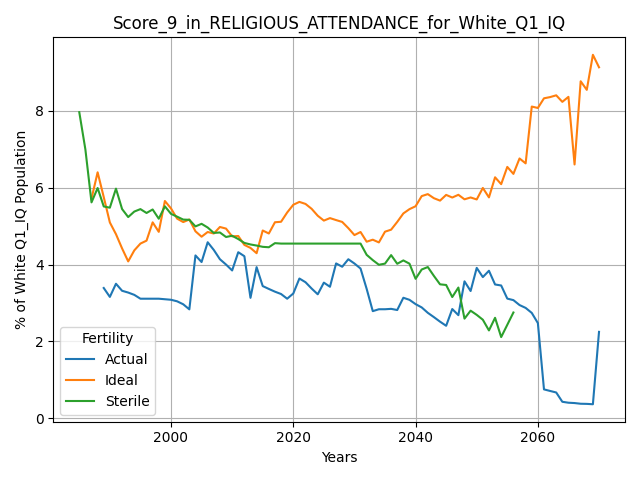 Score_9_in_RELIGIOUS_ATTENDANCE_for_White_Q1_IQ
% of White Q1_IQ Population
8
6
4
2
0
Fertility
Actual
Ideal
Sterile
2000 2020 2040 2060
Years